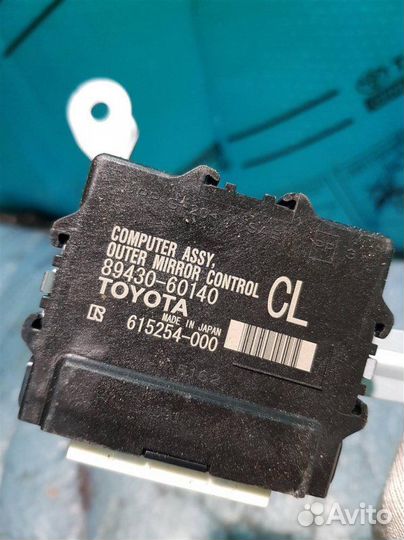 COMPUTER ASSY,
OUTER MIRROR CONTROL
89430-60140
TOYOTA
MADE IN JAPAN
615254-000
CL
Avito